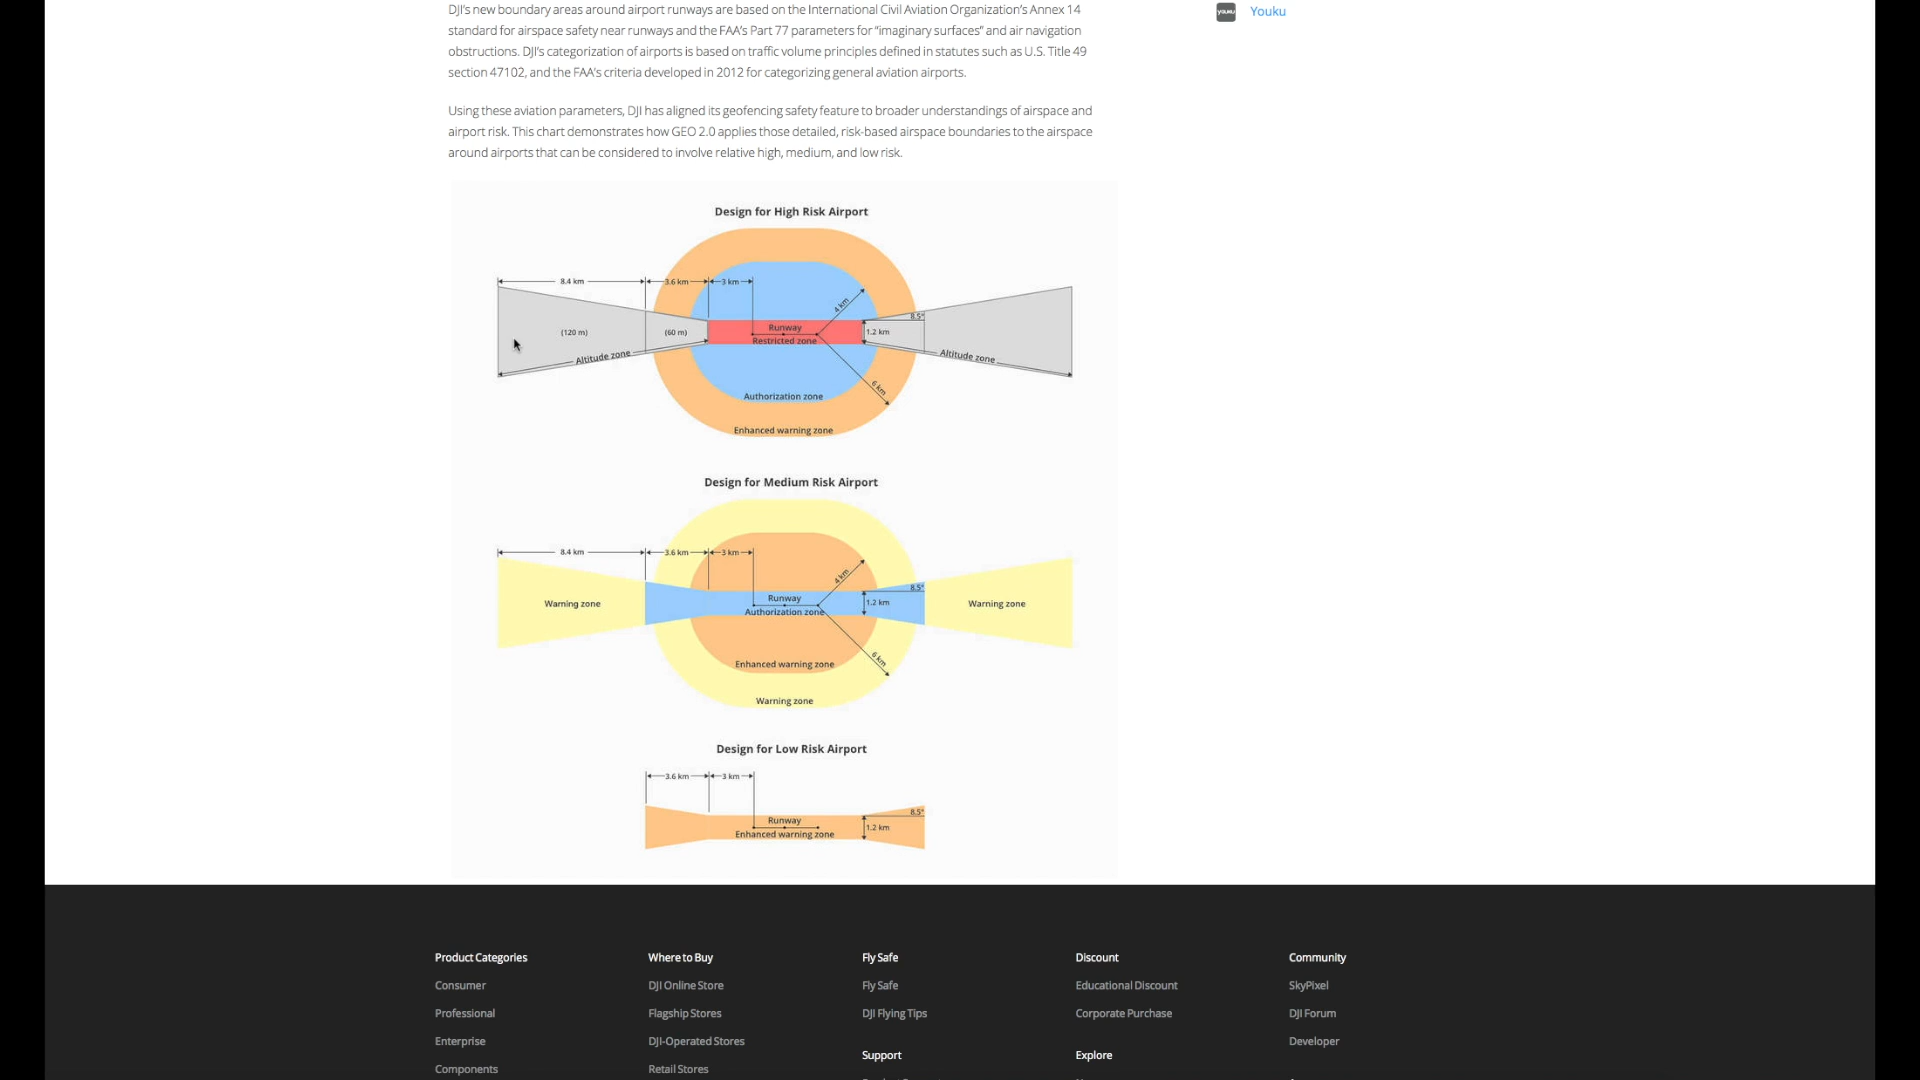 DJI's new boundary areas around airport runways are based on the International Civil Aviation Organization's Annex 14
standard for airspace safety near runways and the FAA's Part 77 parameters for "imaginary surfaces" and air navigation
obstructions. DJI's categorization of airports is based on traffic volume principles defined in statutes such as U.S. Title 49
section 47102, and the FAA's criteria developed in 2012 for categorizing general aviation airports.
Using these aviation parameters, DJI has aligned its geofencing safety feature to broader understandings of airspace and
airport risk. This chart demonstrates how GEO 2.0 applies those detailed, risk-based airspace boundaries to the airspace
around airports that can be considered to involve relative high, medium, and low risk.
YOUKU
Youku
Design for High Risk Airport
8.4 km
3.6 km
3 km
4 km
8.5°
(120 m)
(60 m)
Runway
1.2 km
Restricted zone
Altitude zone
Altitude zone
6 km
Authorization zone
Enhanced warning zone
Design for Medium Risk Airport
8.4 km
3.6 km
3 km
4 km
8.5°
Warning zone
Runway
1.2 km
Warning zone
Authorization zone
6 km
Enhanced warning zone
Warning zone
Design for Low Risk Airport
3.6 km
3 km
8.5°
Runway
1.2 km
Enhanced warning zone
Product Categories
Consumer
Professional
Enterprise
Components
Where to Buy
DJI Online Store
Flagship Stores
DJI-Operated Stores
Retail Stores
Fly Safe
Fly Safe
DJI Flying Tips
Support
Discount
Educational Discount
Corporate Purchase
Explore
Community
SkyPixel
DJI Forum
Developer